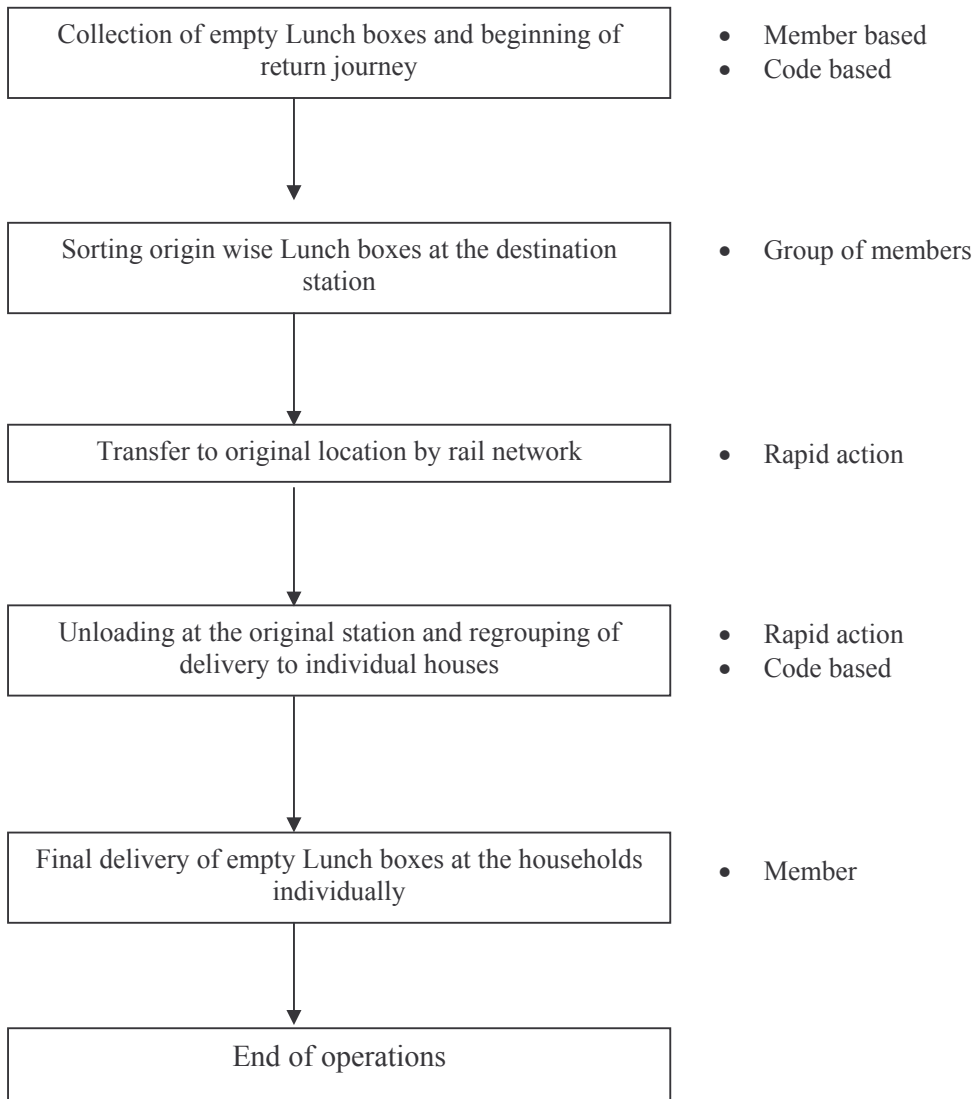 Collection of empty Lunch boxes and beginning of
return journey
• Member based
• Code based
Sorting origin wise Lunch boxes at the destination
station
• Group of members
Transfer to original location by rail network
• Rapid action
Unloading at the original station and regrouping of
delivery to individual houses
• Rapid action
• Code based
Final delivery of empty Lunch boxes at the households
individually
• Member
End of operations